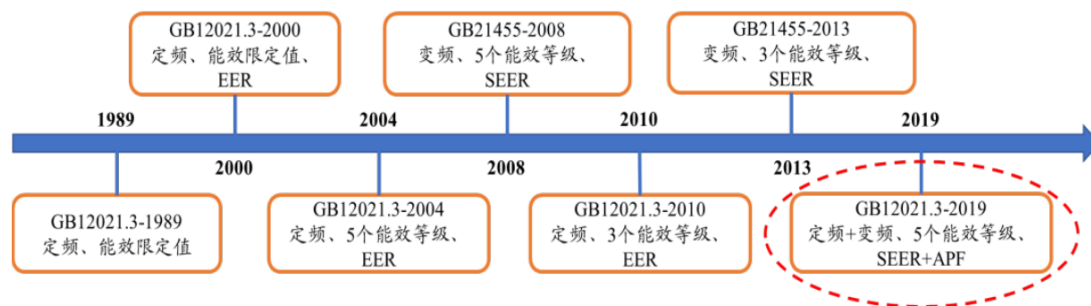 GB12021.3-2000
定频、能效限定值、
EER
GB21455-2008
变频、5个能效等级、
SEER
GB21455-2013
变频、3个能效等级、
SEER
1989
2004
2010
2019
2000
2008
2013
GB12021.3-1989
定频、能效限定值
GB12021.3-2004
定频、5个能效等级、
EER
GB12021.3-2010
定频、3个能效等级、
EER
GB12021.3-2019
定频+变频、5个能效等级、
SEER+APF